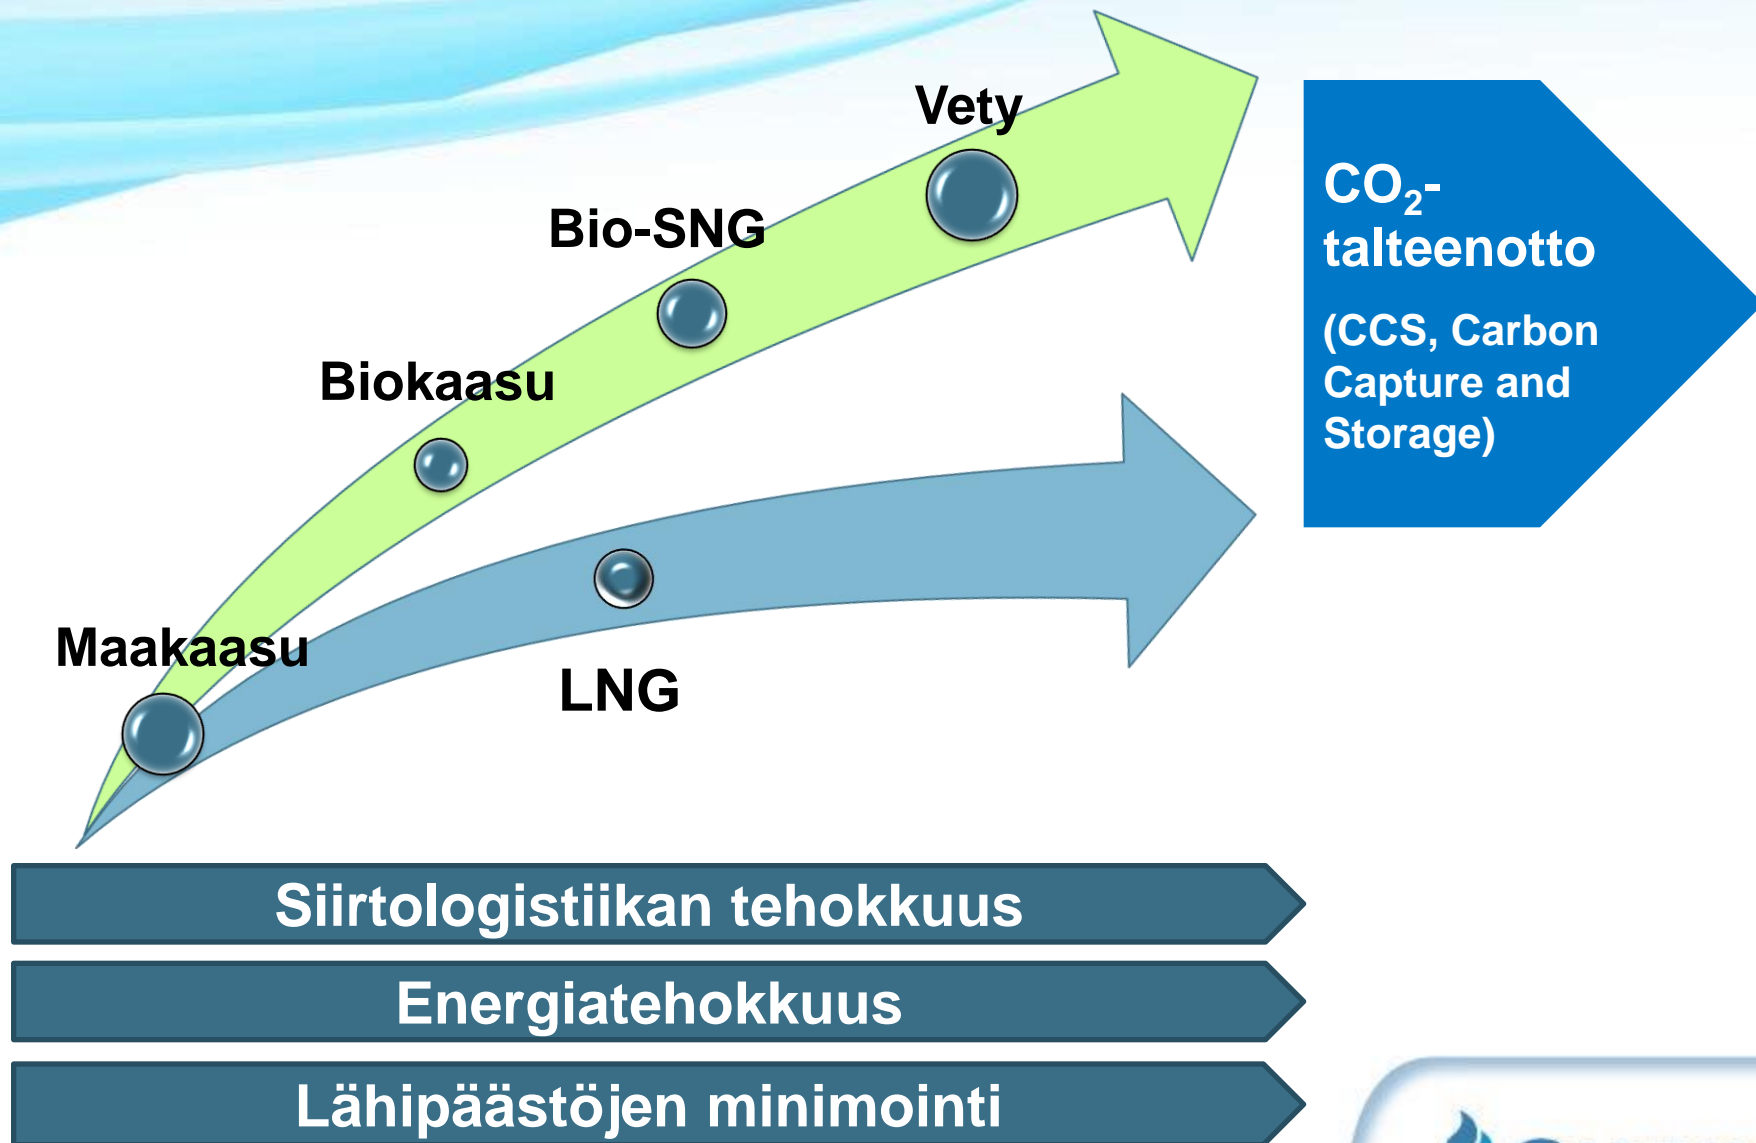 Vety
Bio-SNG
Biokaasu
Maakaasu
LNG
CO₂-
talteenotto
(CCS, Carbon
Capture and
Storage)
Siirtologistiikan tehokkuus
Energiatehokkuus
Lähipäästöjen minimointi